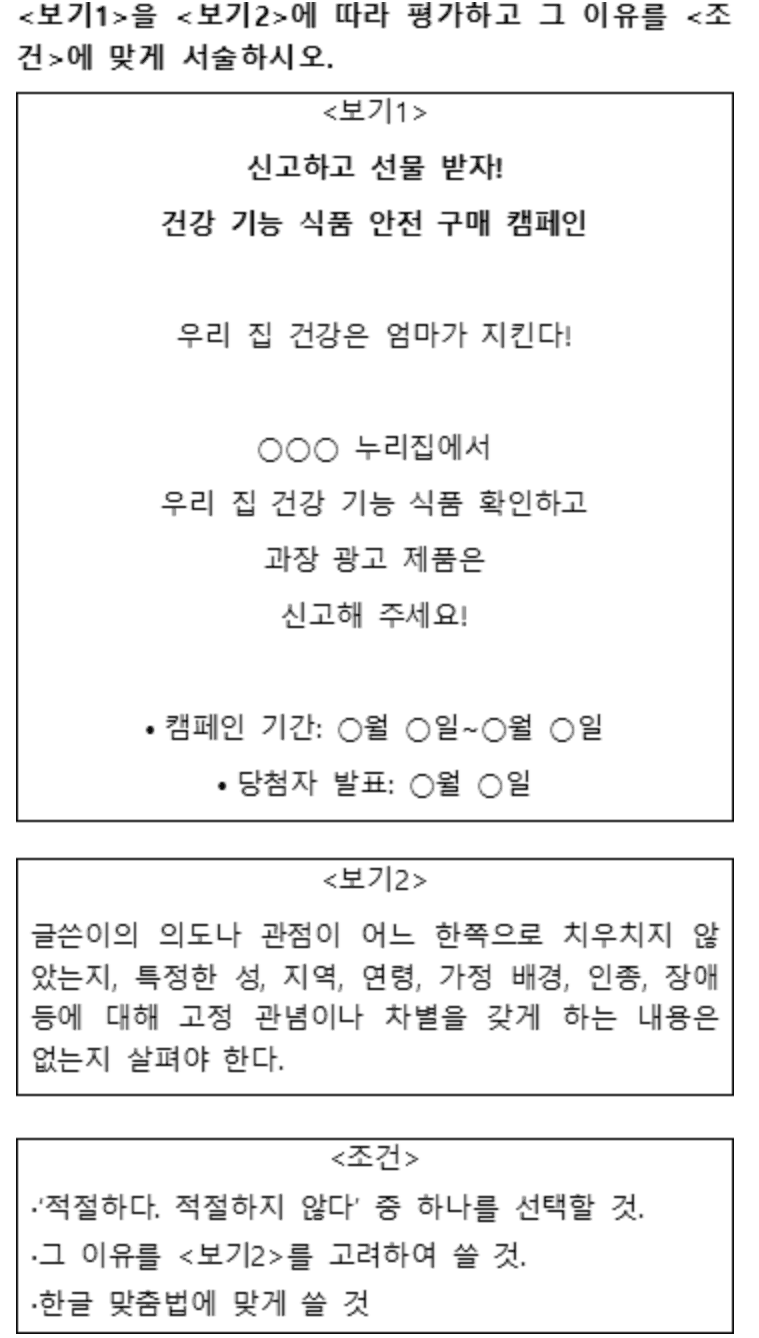 <보기1>을 <보기2>에 따라 평가하고 그 이유를 <조
건>에 맞게 서술하시오.
<보기1>
신고하고 선물 받자!
건강 기능 식품 안전 구매 캠페인
우리 집 건강은 엄마가 지킨다!
○○○ 누리집에서
우리 집 건강 기능 식품 확인하고
과장 광고 제품은
신고해 주세요!
• 캠페인 기간: ○월 ○일~○월 ○일
• 당첨자 발표: ○월 ○일
<보기2>
글쓴이의 의도나 관점이 어느 한쪽으로 치우치지 않
았는지, 특정한 성, 지역, 연령, 가정 배경, 인종, 장애
등에 대해 고정 관념이나 차별을 갖게 하는 내용은
없는지 살펴야 한다.
<조건>
·'적절하다. 적절하지 않다' 중 하나를 선택할 것.
·그 이유를 <보기2>를 고려하여 쓸 것.
·한글 맞춤법에 맞게 쓸 것